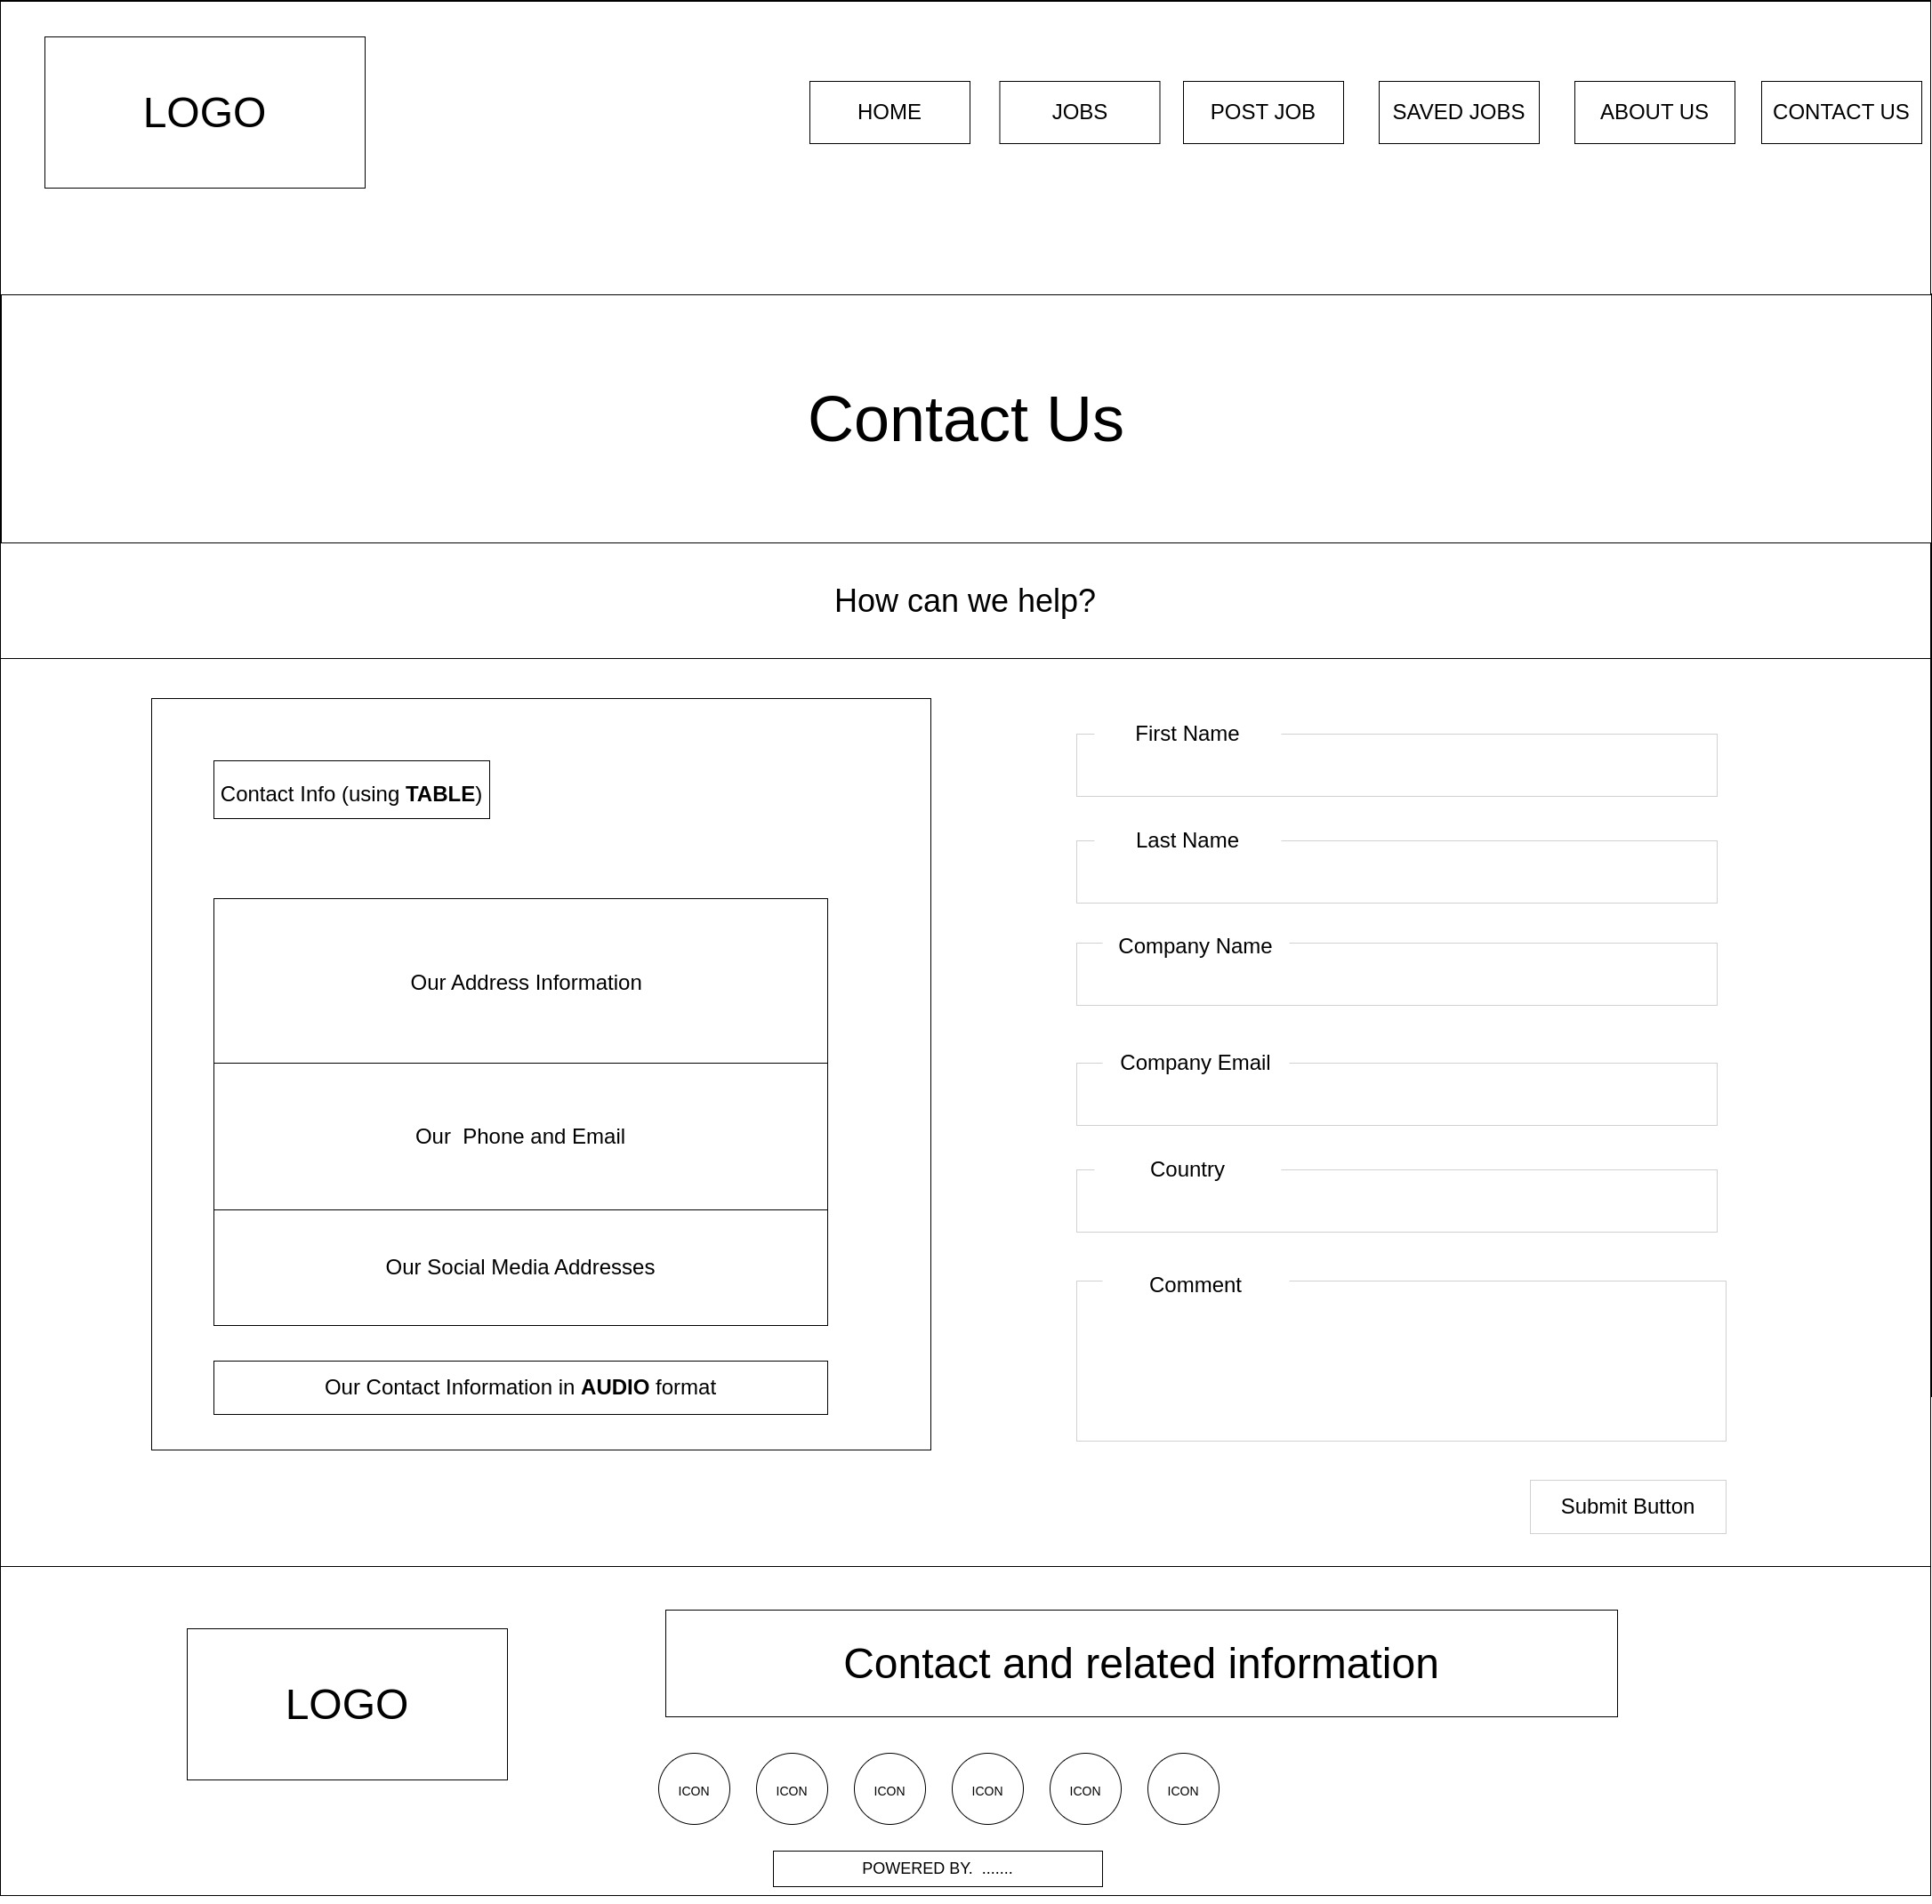 LOGO
HOME
JOBS
POST JOB
SAVED JOBS
ABOUT US
CONTACT US
Contact Us
How can we help?
Contact Info (using TABLE)
Our Address Information
Our  Phone and Email
Our Social Media Addresses
Our Contact Information in AUDIO format
First Name
Last Name
Company Name
Company Email
Country
Comment
Submit Button
LOGO
Contact and related information
ICON
ICON
ICON
ICON
ICON
ICON
POWERED BY.  .......